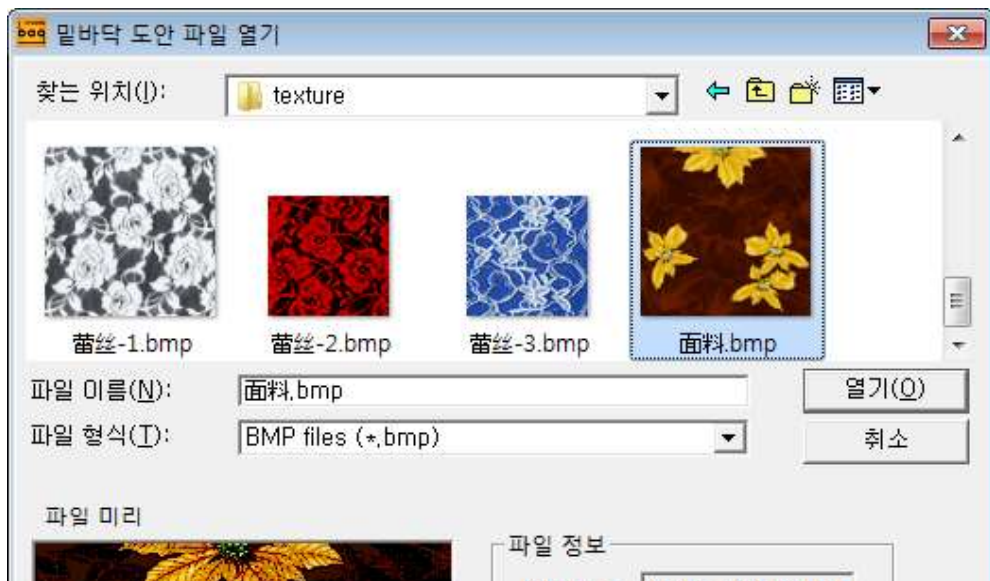 bag 밑바닥 도안 파일 열기
찾는 위치(I): texture
蕾丝-1.bmp 蕾丝-2.bmp 蕾丝-3.bmp 面料.bmp
파일 이름(N): 面料.bmp 열기(O)
파일 형식(T): BMP files (*.bmp) 취소
파일 미리
파일 정보